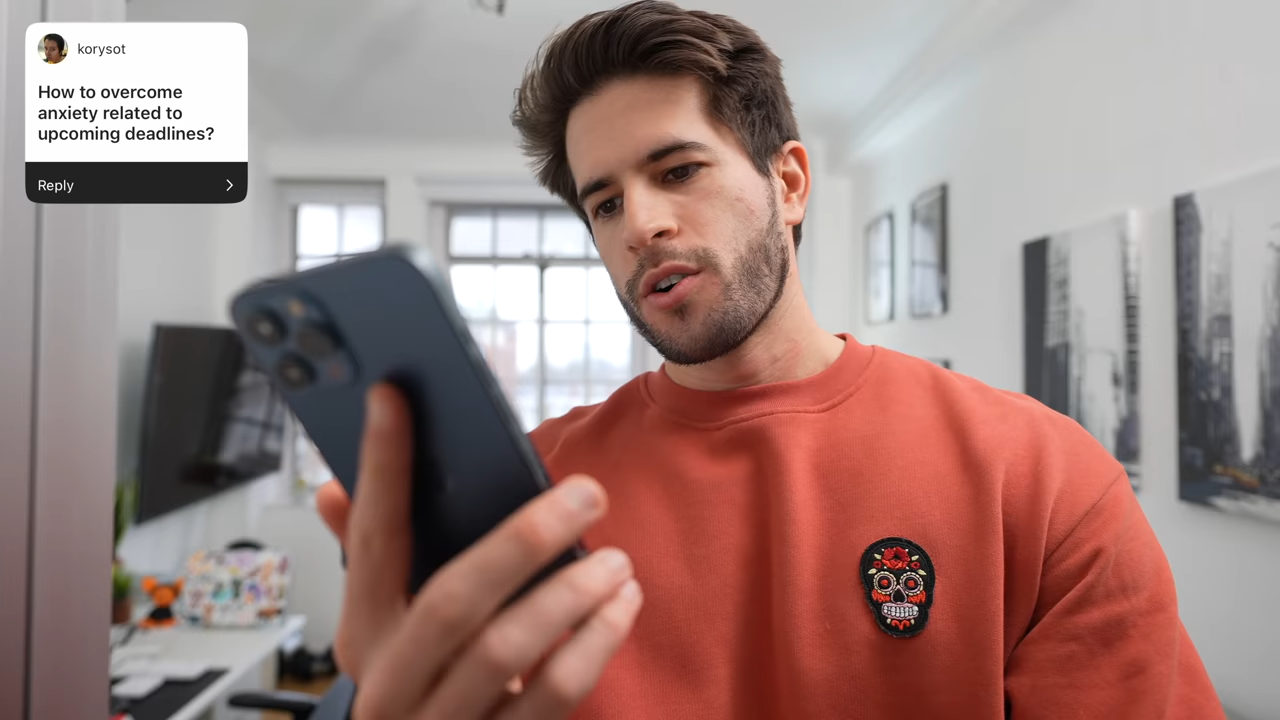 korysot
How to overcome
anxiety related to
upcoming deadlines?
Reply